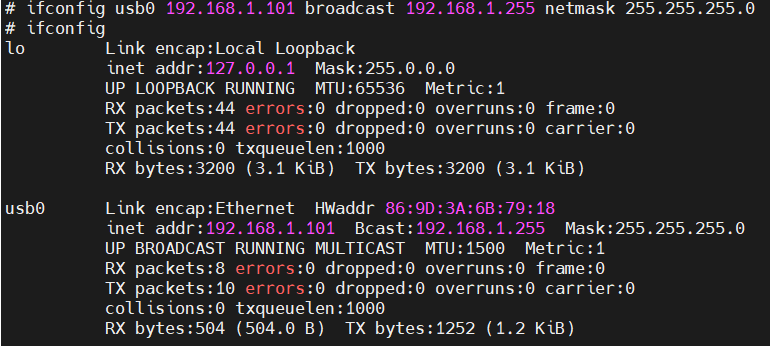 # ifconfig usb0 192.168.1.101 broadcast 192.168.1.255 netmask 255.255.255.0
# ifconfig
lo        Link encap:Local Loopback
          inet addr:127.0.0.1  Mask:255.0.0.0
          UP LOOPBACK RUNNING  MTU:65536  Metric:1
          RX packets:44 errors:0 dropped:0 overruns:0 frame:0
          TX packets:44 errors:0 dropped:0 overruns:0 carrier:0
          collisions:0 txqueuelen:1000
          RX bytes:3200 (3.1 KiB)  TX bytes:3200 (3.1 KiB)

usb0      Link encap:Ethernet  HWaddr 86:9D:3A:6B:79:18
          inet addr:192.168.1.101  Bcast:192.168.1.255  Mask:255.255.255.0
          UP BROADCAST RUNNING MULTICAST  MTU:1500  Metric:1
          RX packets:8 errors:0 dropped:0 overruns:0 frame:0
          TX packets:10 errors:0 dropped:0 overruns:0 carrier:0
          collisions:0 txqueuelen:1000
          RX bytes:504 (504.0 B)  TX bytes:1252 (1.2 KiB)